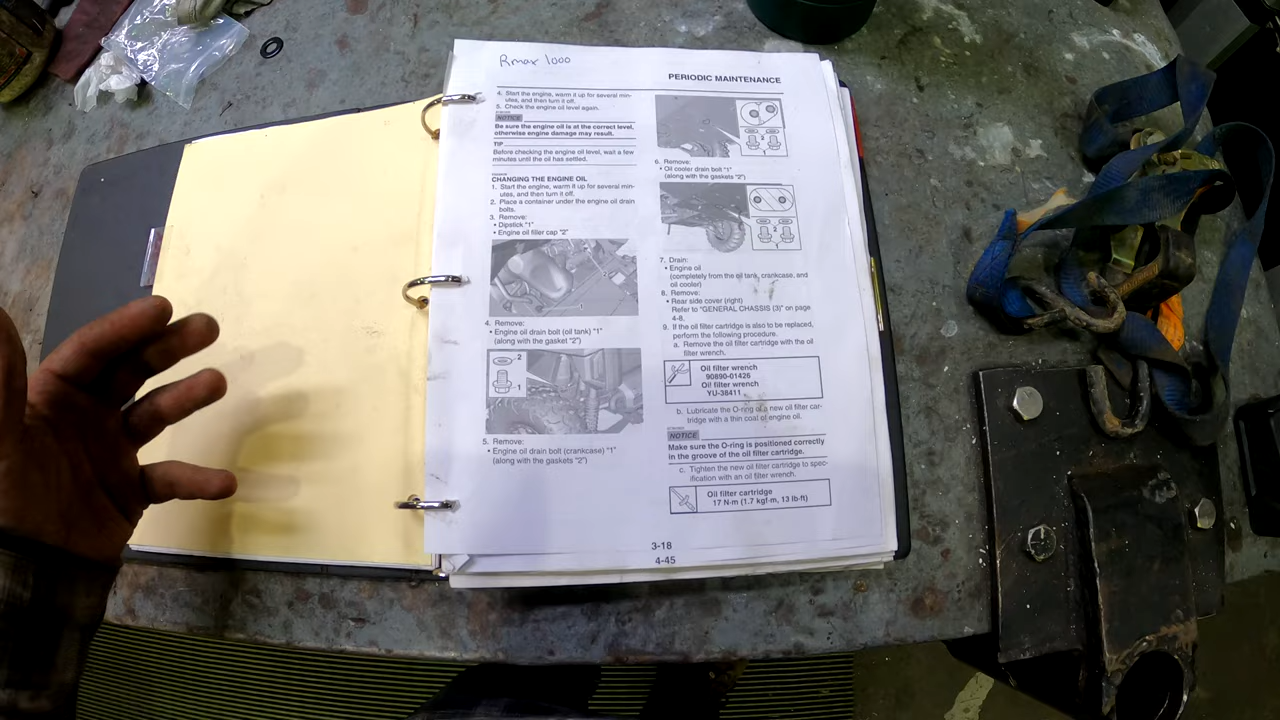 Rmax 1000
PERIODIC MAINTENANCE
4. Start the engine, warm it up for several min-
utes, and then turn it off.
5. Check the engine oil level again.
NOTICE
Be sure the engine oil is at the correct level,
otherwise engine damage may result.
TIP
Before checking the engine oil level, wait a few
minutes until the oil has settled.
CHANGING THE ENGINE OIL
1. Start the engine, warm it up for several min-
utes, and then turn it off.
2. Place a container under the engine oil drain
bolts.
3. Remove:
• Dipstick "1"
• Engine oil filler cap "2"
1
4. Remove:
• Engine oil drain bolt (oil tank) "1"
(along with the gasket "2")
2
1
5. Remove:
• Engine oil drain bolt (crankcase) "1"
(along with the gaskets "2")
2
1
6. Remove:
• Oil cooler drain bolt "1"
(along with the gaskets "2")
2
1
7. Drain:
• Engine oil
(completely from the oil tank, crankcase, and
oil cooler)
8. Remove:
• Rear side cover (right)
Refer to "GENERAL CHASSIS (3)" on page
4-8.
9. If the oil filter cartridge is also to be replaced,
perform the following procedure.
a. Remove the oil filter cartridge with the oil
filter wrench.
Oil filter wrench
90890-01426
Oil filter wrench
YU-38411
b. Lubricate the O-ring of a new oil filter car-
tridge with a thin coat of engine oil.
NOTICE
Make sure the O-ring is positioned correctly
in the groove of the oil filter cartridge.
c. Tighten the new oil filter cartridge to spec-
ification with an oil filter wrench.
Oil filter cartridge
17 N·m (1.7 kgf·m, 13 lb·ft)
3-18
4-45